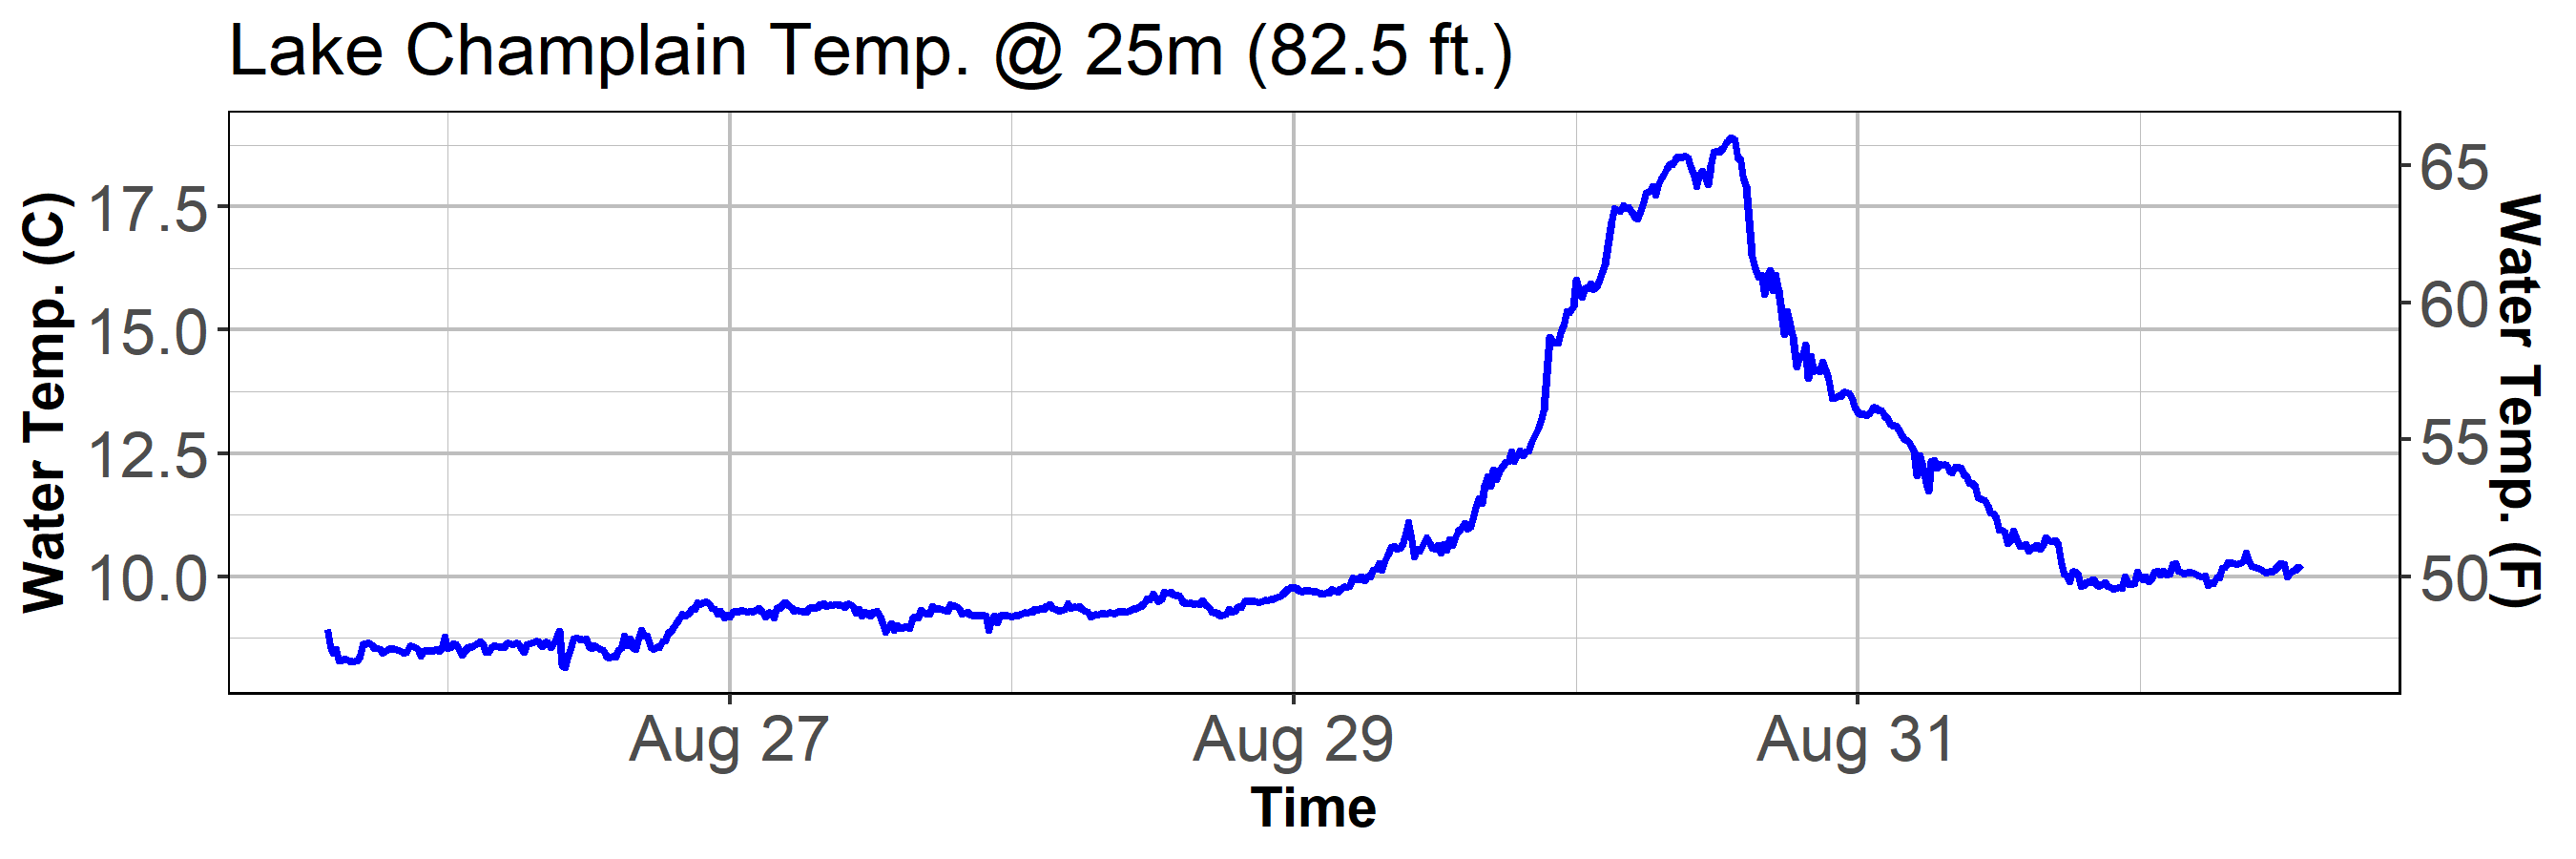 Lake Champlain Temp. @ 25m (82.5 ft.)
Water Temp. (C)
17.5
15.0
12.5
10.0
65
60
55
50
Water Temp. (F)
Aug 27
Aug 29
Aug 31
Time